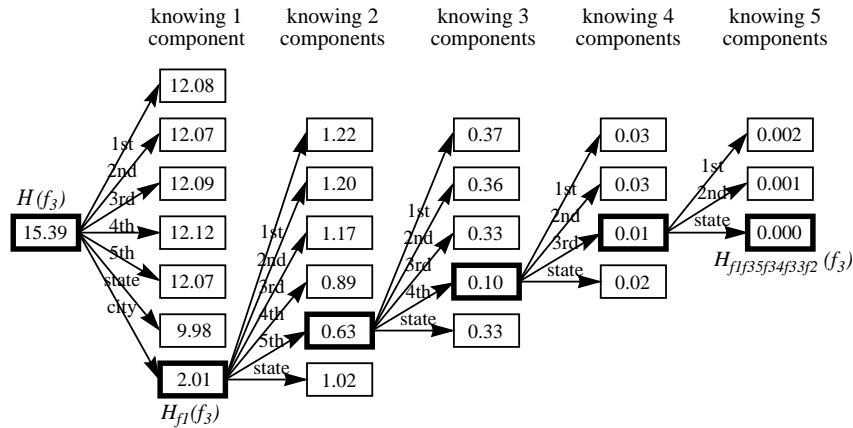 knowing 1 component
knowing 2 components
knowing 3 components
knowing 4 components
knowing 5 components
H(f3)
15.39
1st
2nd
3rd
4th
5th
state
city
12.08
12.07
12.09
12.12
12.07
9.98
2.01
Hf1(f3)
1st
2nd
3rd
4th
5th
state
1.22
1.20
1.17
0.89
0.63
1.02
1st
2nd
3rd
4th
state
0.37
0.36
0.33
0.10
0.33
1st
2nd
3rd
state
0.03
0.03
0.01
0.02
1st
2nd
state
0.002
0.001
0.000
Hf1f35f34f33f2 (f3)